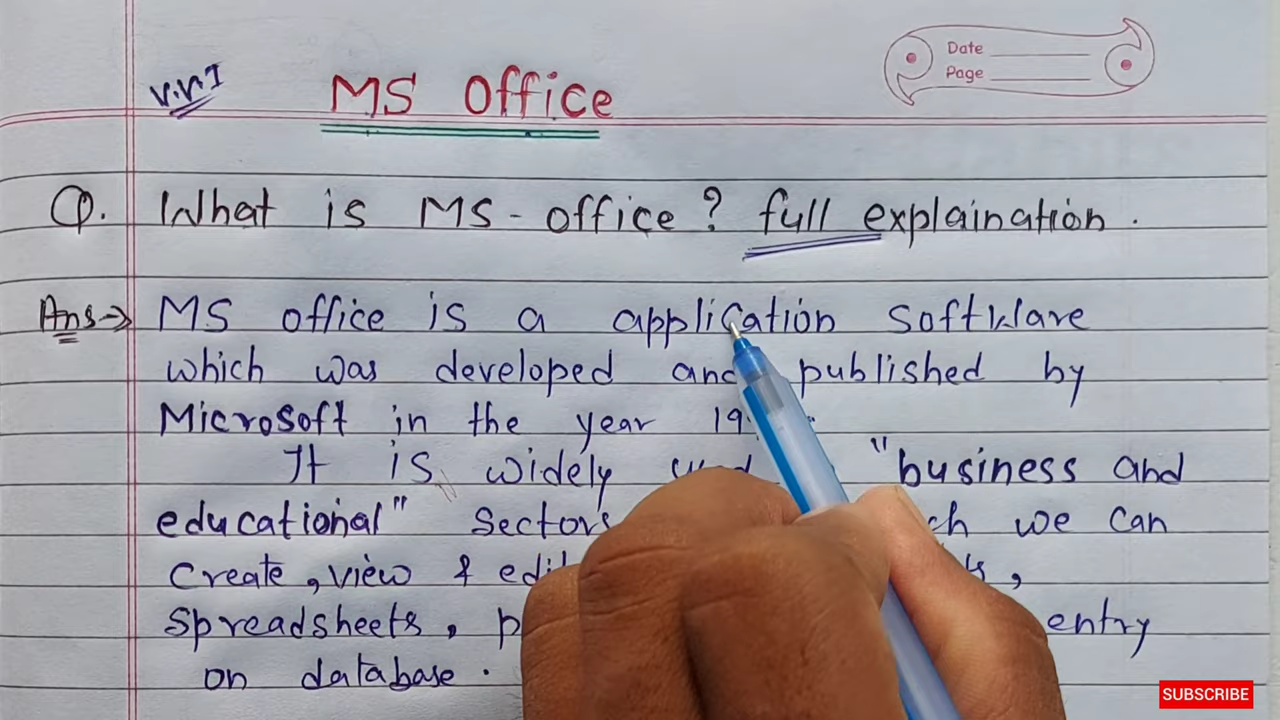 Date
Page
V.V.I
MS Office
Q. What is MS-office? full explaination.
Ans→ MS office is a application software
which was developed and published by
Microsoft in the year
It is widely "business and
educational" sectors we can
create, view & edit
spreadsheets, entry
on database.
SUBSCRIBE